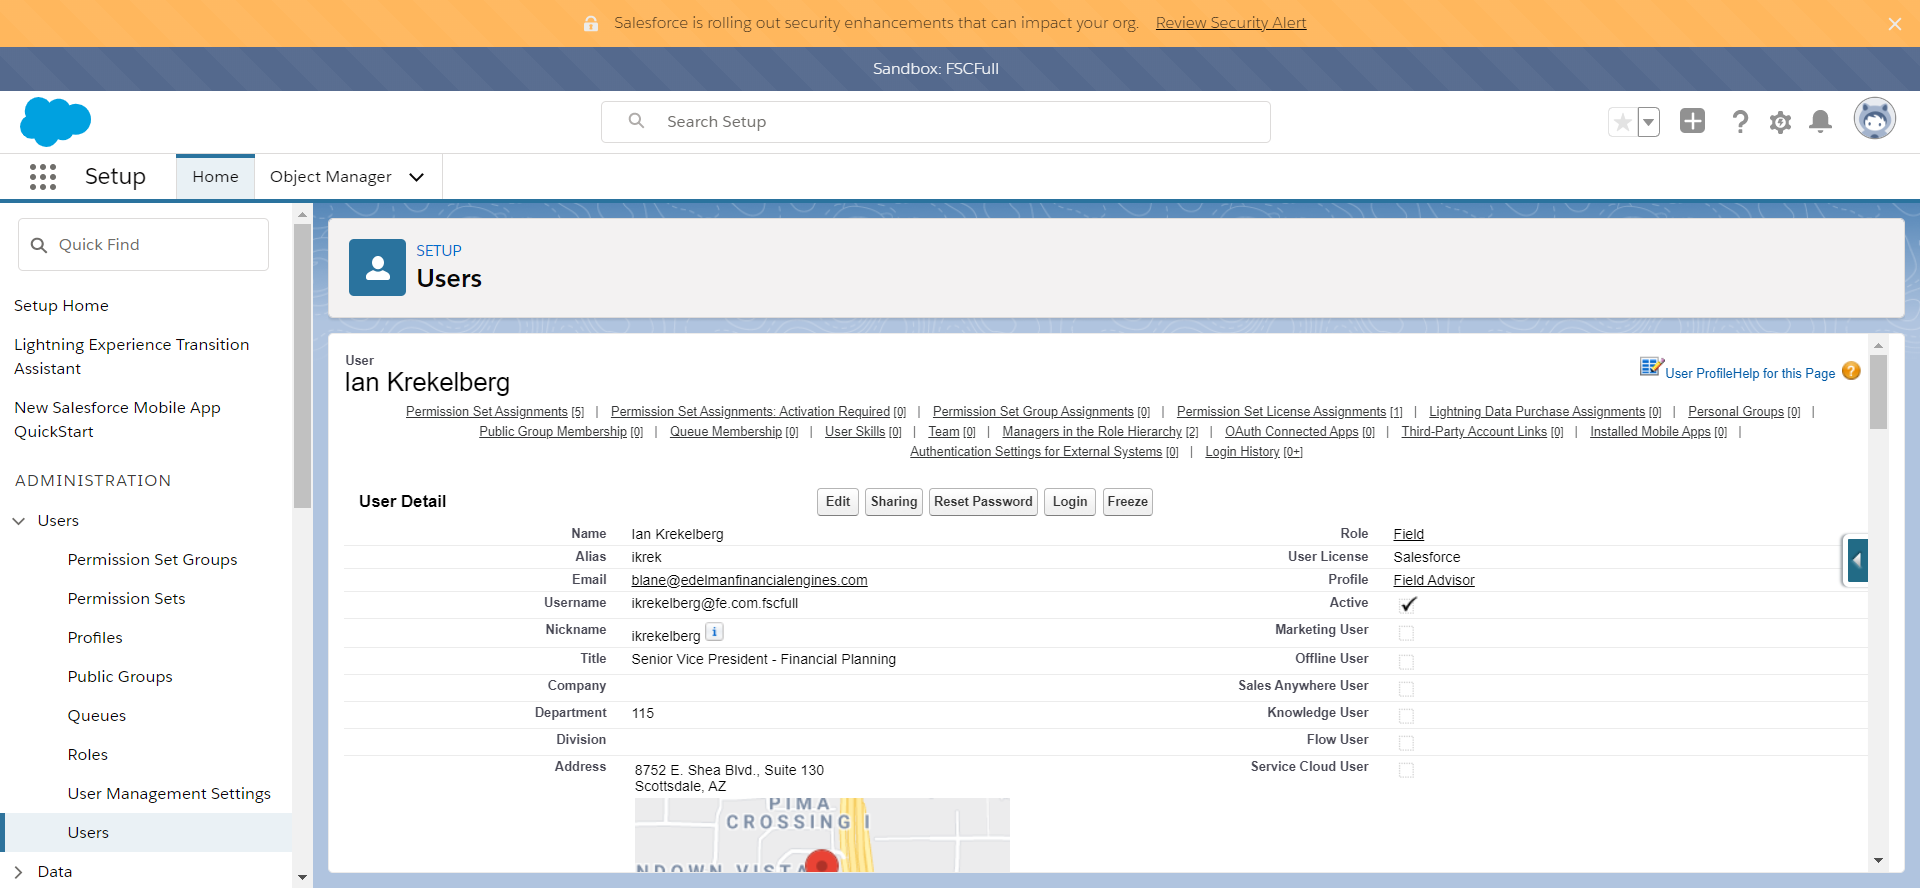 Salesforce is rolling out security enhancements that can impact your org. Review Security Alert
Sandbox: FSCFull
Search Setup
Setup
Home
Object Manager
Quick Find
Setup Home
Lightning Experience Transition
Assistant
New Salesforce Mobile App
QuickStart
ADMINISTRATION
Users
Permission Set Groups
Permission Sets
Profiles
Public Groups
Queues
Roles
User Management Settings
Users
Data
SETUP
Users
User
Ian Krekelberg
User Profile Help for this Page
Permission Set Assignments [5] | Permission Set Assignments: Activation Required [0] | Permission Set Group Assignments [0] | Permission Set License Assignments [1] | Lightning Data Purchase Assignments [0] | Personal Groups [0] |
Public Group Membership [0] | Queue Membership [0] | User Skills [0] | Team [0] | Managers in the Role Hierarchy [2] | OAuth Connected Apps [0] | Third-Party Account Links [0] | Installed Mobile Apps [0] |
Authentication Settings for External Systems [0] | Login History [0+]
User Detail
Edit Sharing Reset Password Login Freeze
Name Ian Krekelberg Role Field
Alias ikrek User License Salesforce
Email blane@edelmanfinancialengines.com Profile Field Advisor
Username ikrekelberg@fe.com.fscfull Active
Nickname ikrekelberg Marketing User
Title Senior Vice President - Financial Planning Offline User
Company Sales Anywhere User
Department 115 Knowledge User
Division Flow User
Address 8752 E. Shea Blvd., Suite 130 Service Cloud User
Scottsdale, AZ
PIMA
CROSSING I